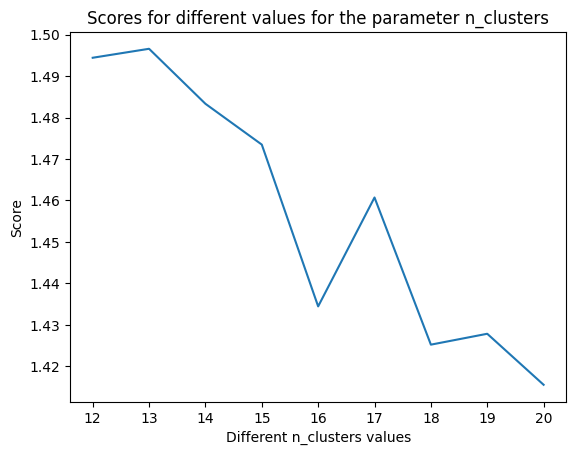 Scores for different values for the parameter n_clusters
1.50
1.49
1.48
1.47
1.46
1.45
1.44
1.43
1.42
Score
12 13 14 15 16 17 18 19 20
Different n_clusters values